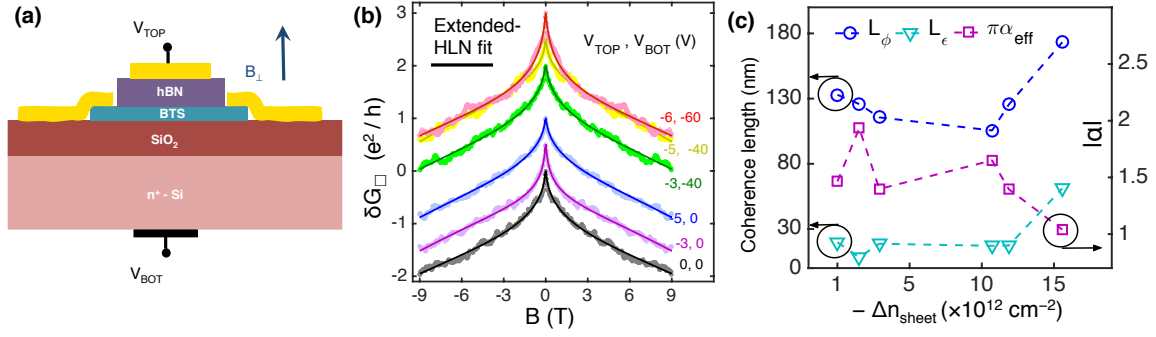 (a)
V_TOP
B⊥
hBN
BTS
SiO₂
n⁺ - Si
V_BOT
(b)
Extended-
HLN fit
V_TOP , V_BOT (V)
-6, -60
-5, -40
-3,-40
-5, 0
-3, 0
0, 0
δG□ (e² / h)
3
2
1
0
-1
-2
-9 -6 -3 0 3 6 9
B (T)
(c)
L_ϕ L_ϵ πα_eff
Coherence length (nm)
180
130
80
30
0
|α|
2.5
2
1.5
1
1 5 10 15
− Δn_sheet (×10¹² cm⁻²)